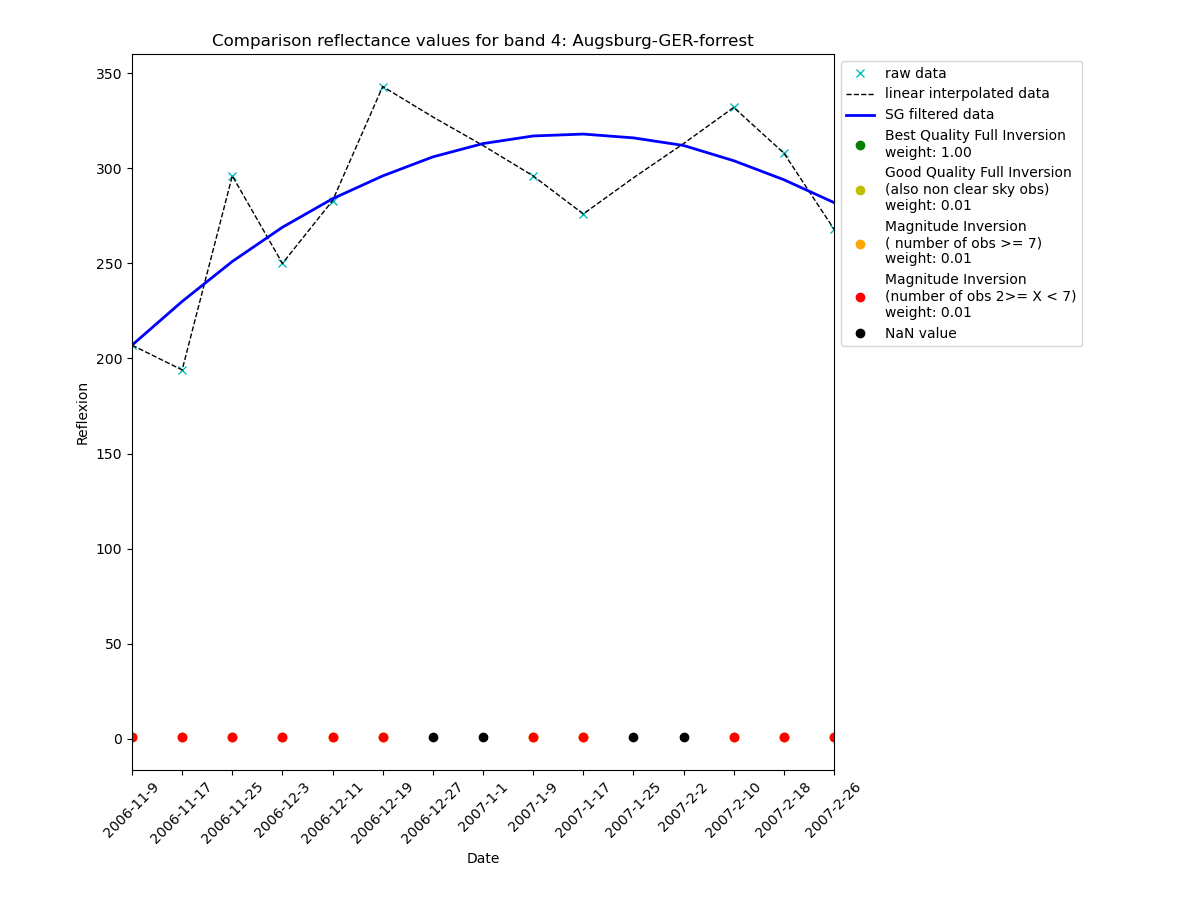 Comparison reflectance values for band 4: Augsburg-GER-forrest
350
300
250
200
150
100
50
0
Reflexion
2006-11-9
2006-11-17
2006-11-25
2006-12-3
2006-12-11
2006-12-19
2006-12-27
2007-1-1
2007-1-9
2007-1-17
2007-1-25
2007-2-2
2007-2-10
2007-2-18
2007-2-26
Date
raw data
linear interpolated data
SG filtered data
Best Quality Full Inversion
weight: 1.00
Good Quality Full Inversion
(also non clear sky obs)
weight: 0.01
Magnitude Inversion
( number of obs >= 7)
weight: 0.01
Magnitude Inversion
(number of obs 2>= X < 7)
weight: 0.01
NaN value